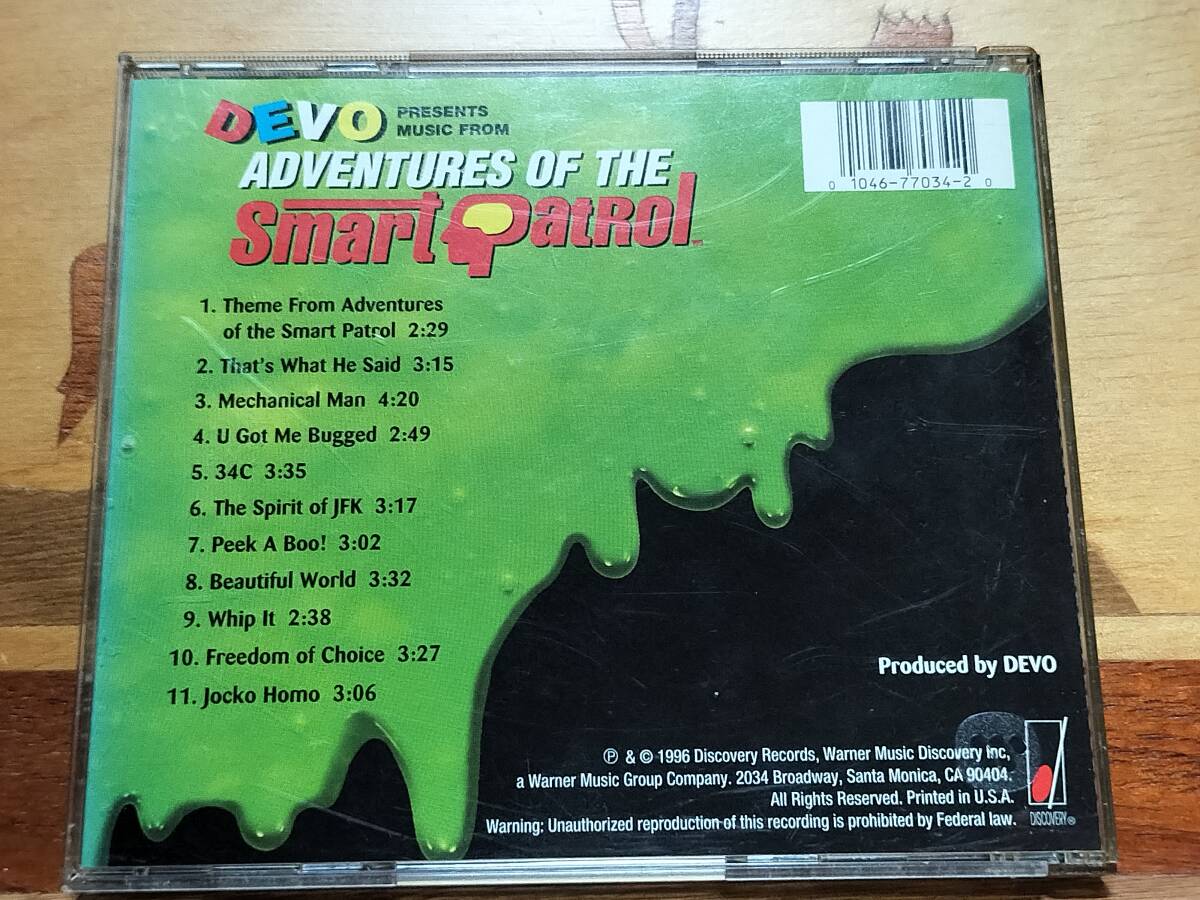 DEVO PRESENTS
MUSIC FROM
ADVENTURES OF THE
Smart Patrol™
0 1046-77034-2 0
1. Theme From Adventures
of the Smart Patrol 2:29
2. That's What He Said 3:15
3. Mechanical Man 4:20
4. U Got Me Bugged 2:49
5. 34C 3:35
6. The Spirit of JFK 3:17
7. Peek A Boo! 3:02
8. Beautiful World 3:32
9. Whip It 2:38
10. Freedom of Choice 3:27
11. Jocko Homo 3:06
Produced by DEVO
℗ & © 1996 Discovery Records, Warner Music Discovery Inc,
a Warner Music Group Company. 2034 Broadway, Santa Monica, CA 90404.
All Rights Reserved. Printed in U.S.A.
Warning: Unauthorized reproduction of this recording is prohibited by Federal law.
DISCOVERY®